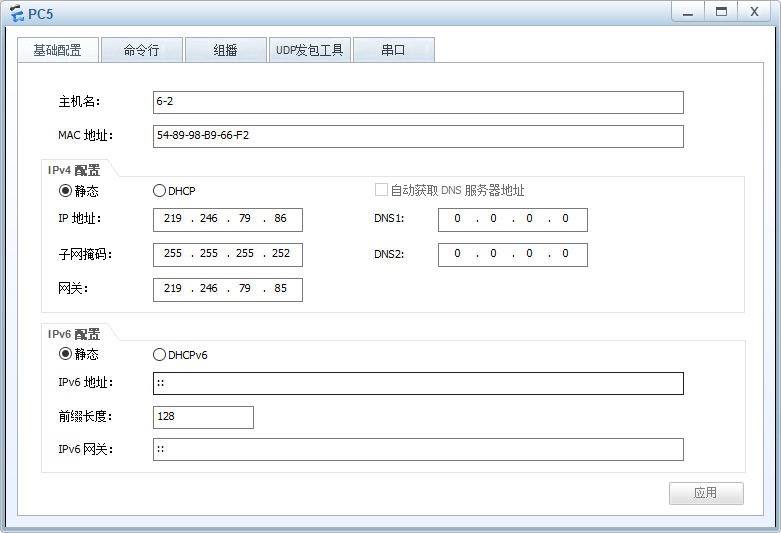 PC5
基础配置 命令行 组播 UDP发包工具 串口
主机名: 6-2
MAC 地址: 54-89-98-B9-66-F2
IPv4 配置
静态 DHCP 自动获取 DNS 服务器地址
IP 地址: 219 . 246 . 79 . 86 DNS1: 0 . 0 . 0 . 0
子网掩码: 255 . 255 . 255 . 252 DNS2: 0 . 0 . 0 . 0
网关: 219 . 246 . 79 . 85
IPv6 配置
静态 DHCPv6
IPv6 地址: ::
前缀长度: 128
IPv6 网关: ::
应用